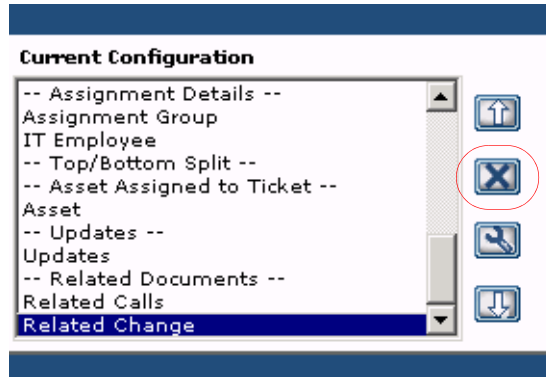 Current Configuration
-- Assignment Details --
Assignment Group
IT Employee
-- Top/Bottom Split --
-- Asset Assigned to Ticket --
Asset
-- Updates --
Updates
-- Related Documents --
Related Calls
Related Change